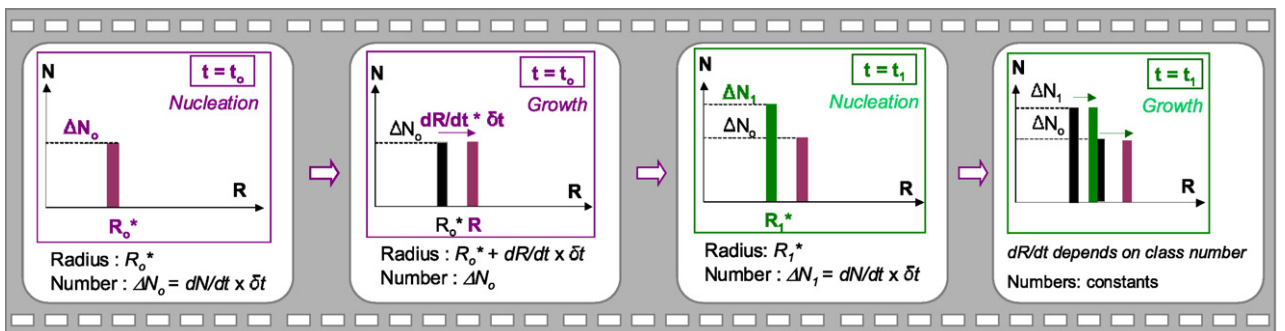 N
t = tₒ
Nucleation
ΔNₒ
R
Rₒ*
Radius : Rₒ*
Number : ΔNₒ = dN/dt x δt
N
t = tₒ
Growth
dR/dt * δt
ΔNₒ
R
Rₒ* R
Radius : Rₒ* + dR/dt x δt
Number : ΔNₒ
N
t = t₁
ΔN₁
Nucleation
ΔNₒ
R
R₁*
Radius: R₁*
Number : ΔN₁ = dN/dt x δt
N
t = t₁
ΔN₁
Growth
ΔNₒ
R
dR/dt depends on class number
Numbers: constants